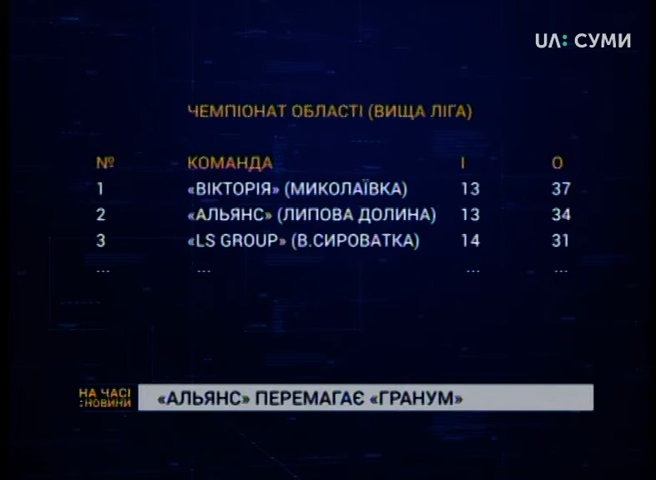 UA: СУМИ
ЧЕМПІОНАТ ОБЛАСТІ (ВИЩА ЛІГА)
№ КОМАНДА І О
1 «ВІКТОРІЯ» (МИКОЛАЇВКА) 13 37
2 «АЛЬЯНС» (ЛИПОВА ДОЛИНА) 13 34
3 «LS GROUP» (В.СИРОВАТКА) 14 31
... ... ... ...
НА ЧАСІ
:НОВИНИ
«АЛЬЯНС» ПЕРЕМАГАЄ «ГРАНУМ»